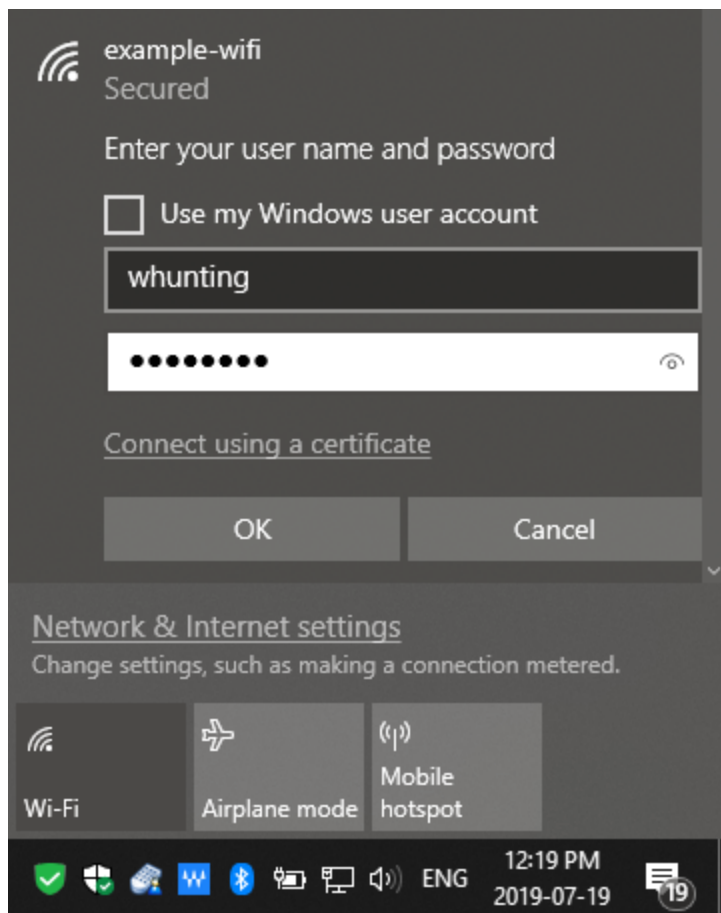 example-wifi
Secured
Enter your user name and password
Use my Windows user account
whunting
••••••••
Connect using a certificate
OK
Cancel
Network & Internet settings
Change settings, such as making a connection metered.
Wi-Fi
Airplane mode
Mobile
hotspot
ENG
12:19 PM
2019-07-19
19